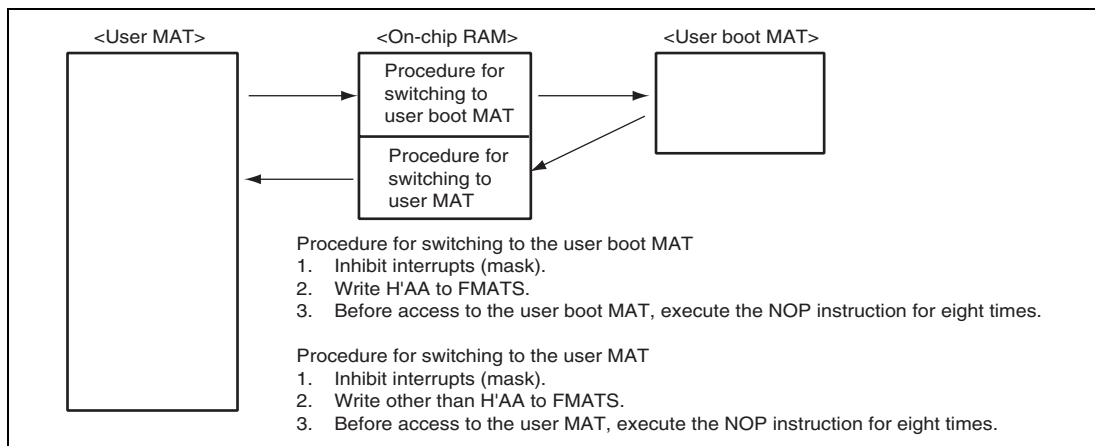 <User MAT>
<On-chip RAM>
<User boot MAT>
Procedure for
switching to
user boot MAT
Procedure for
switching to
user MAT
Procedure for switching to the user boot MAT
1. Inhibit interrupts (mask).
2. Write H'AA to FMATS.
3. Before access to the user boot MAT, execute the NOP instruction for eight times.
Procedure for switching to the user MAT
1. Inhibit interrupts (mask).
2. Write other than H'AA to FMATS.
3. Before access to the user MAT, execute the NOP instruction for eight times.